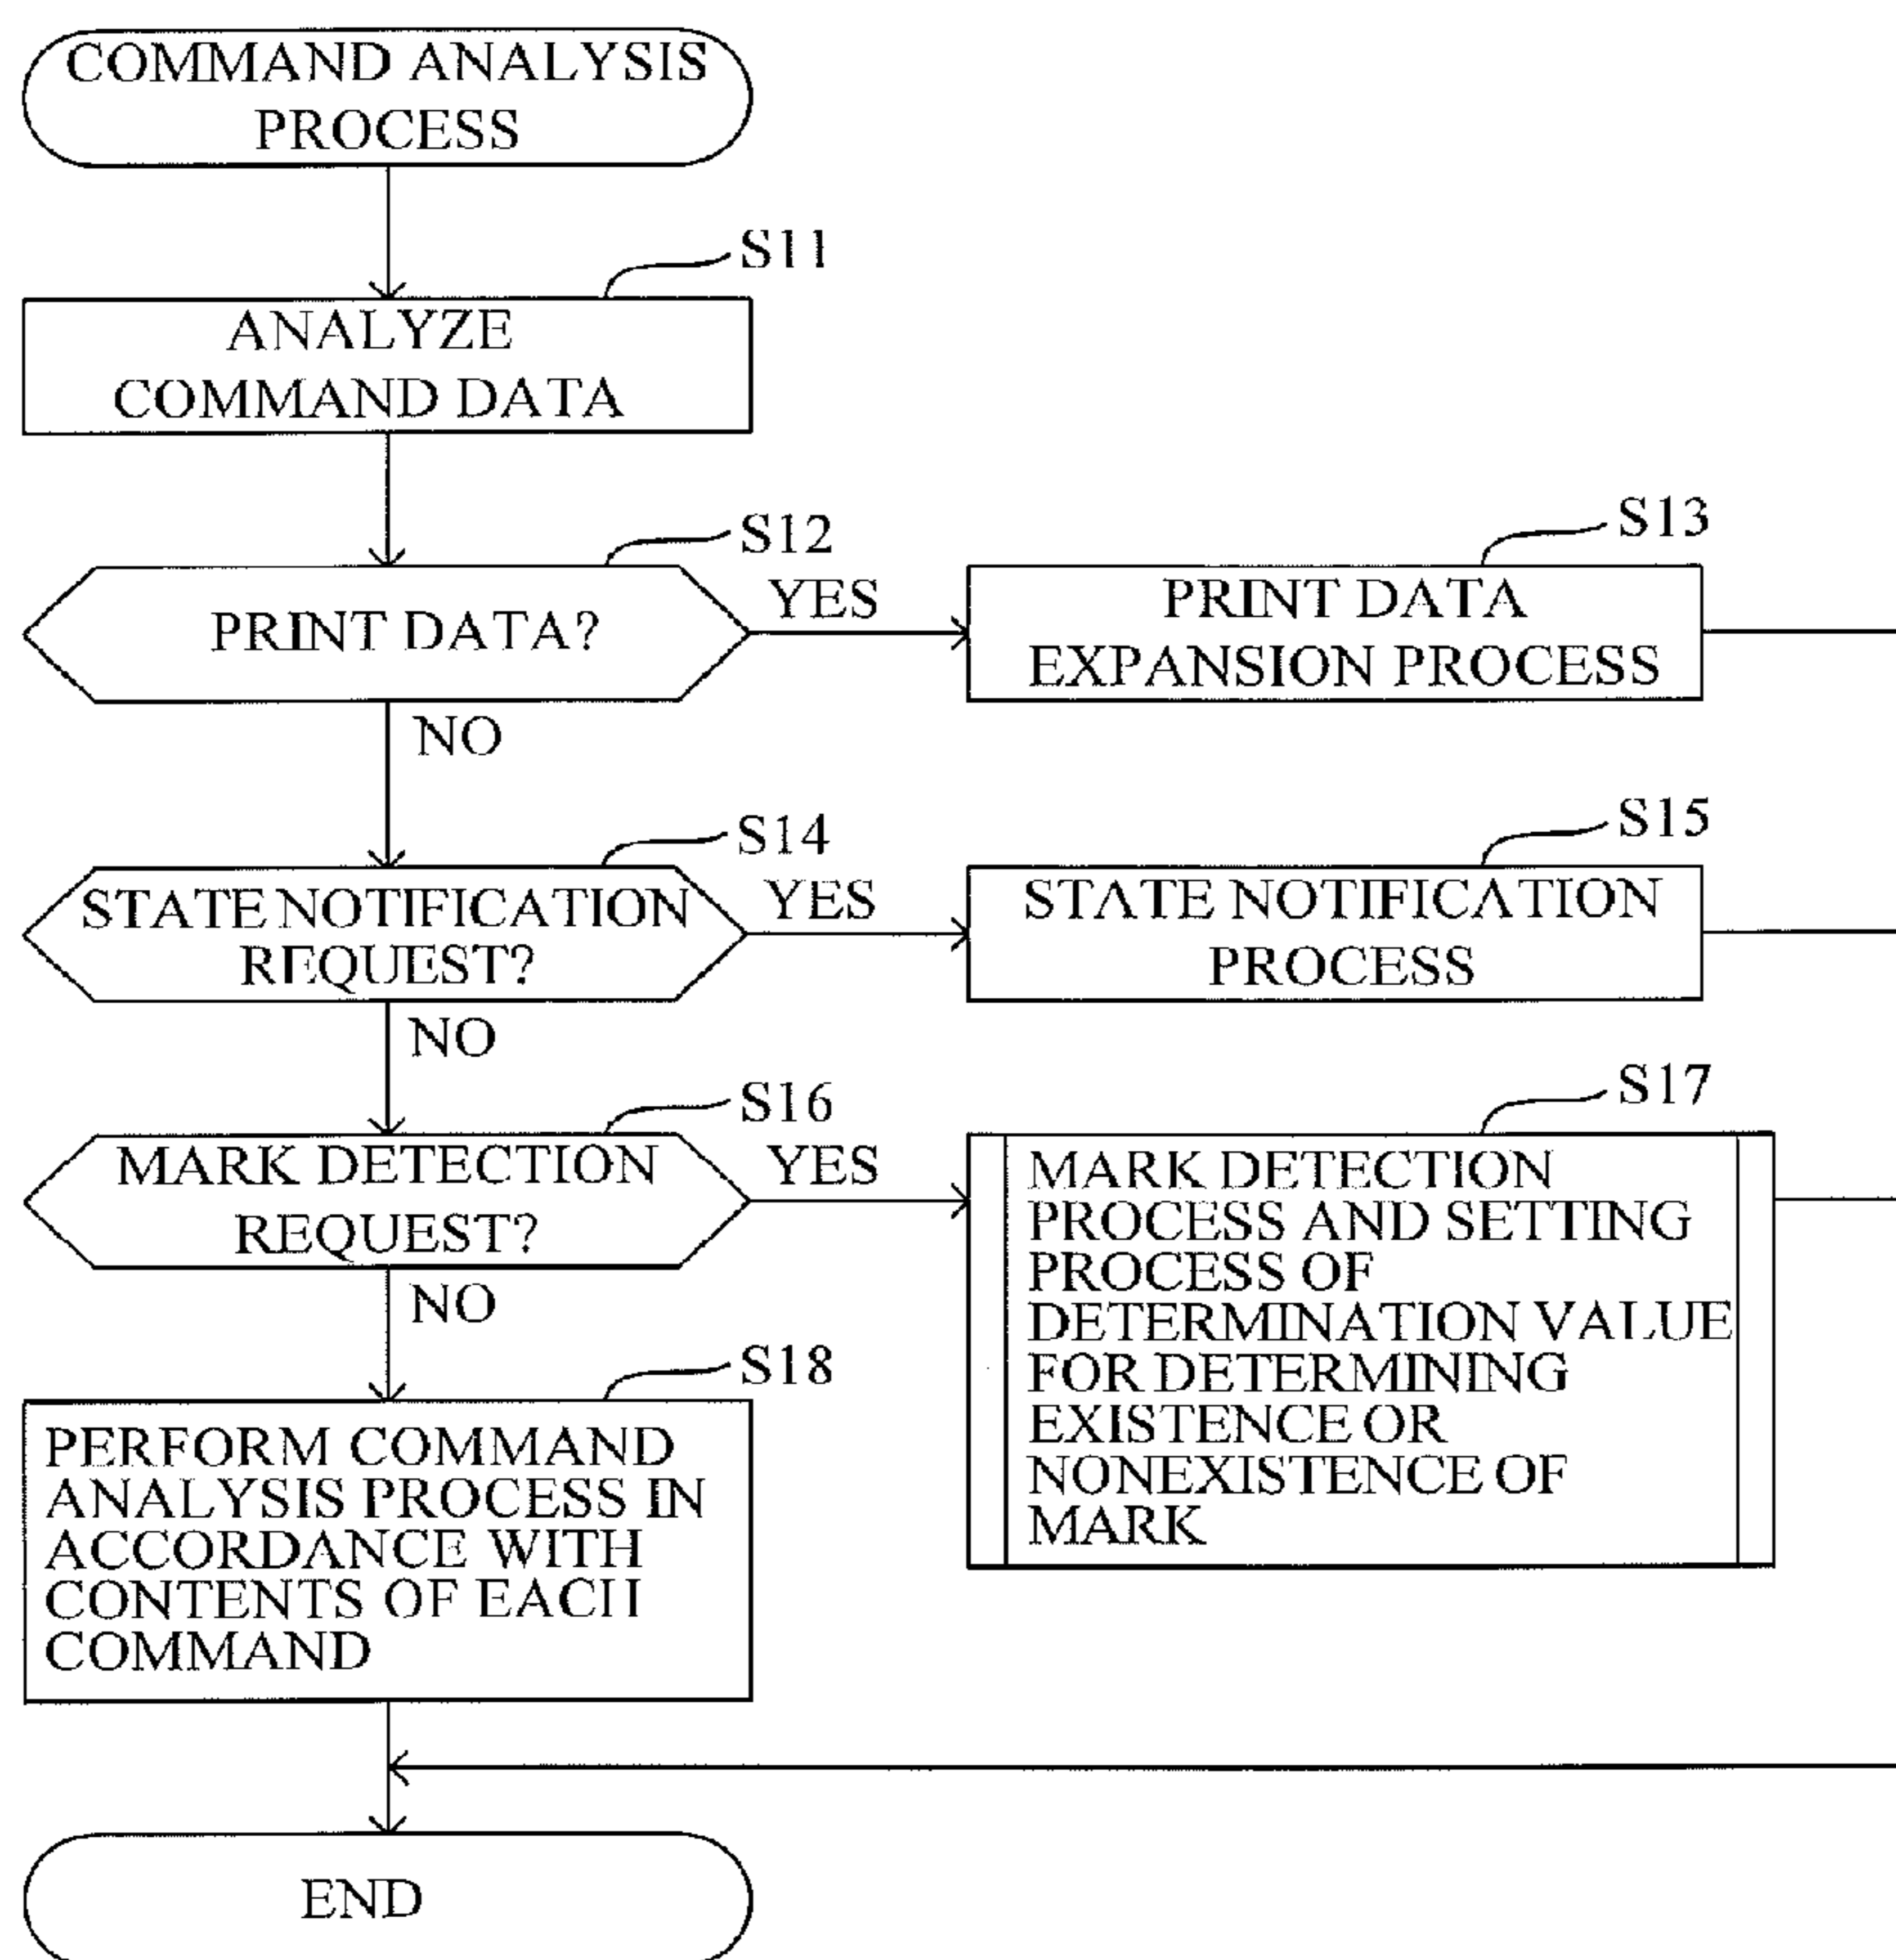 COMMAND ANALYSIS
PROCESS
S11
ANALYZE
COMMAND DATA
S12
PRINT DATA?
YES
S13
PRINT DATA
EXPANSION PROCESS
NO
S14
STATE NOTIFICATION
REQUEST?
YES
S15
STATE NOTIFICATION
PROCESS
NO
S16
MARK DETECTION
REQUEST?
YES
S17
MARK DETECTION
PROCESS AND SETTING
PROCESS OF
DETERMINATION VALUE
FOR DETERMINING
EXISTENCE OR
NONEXISTENCE OF
MARK
NO
S18
PERFORM COMMAND
ANALYSIS PROCESS IN
ACCORDANCE WITH
CONTENTS OF EACH
COMMAND
END